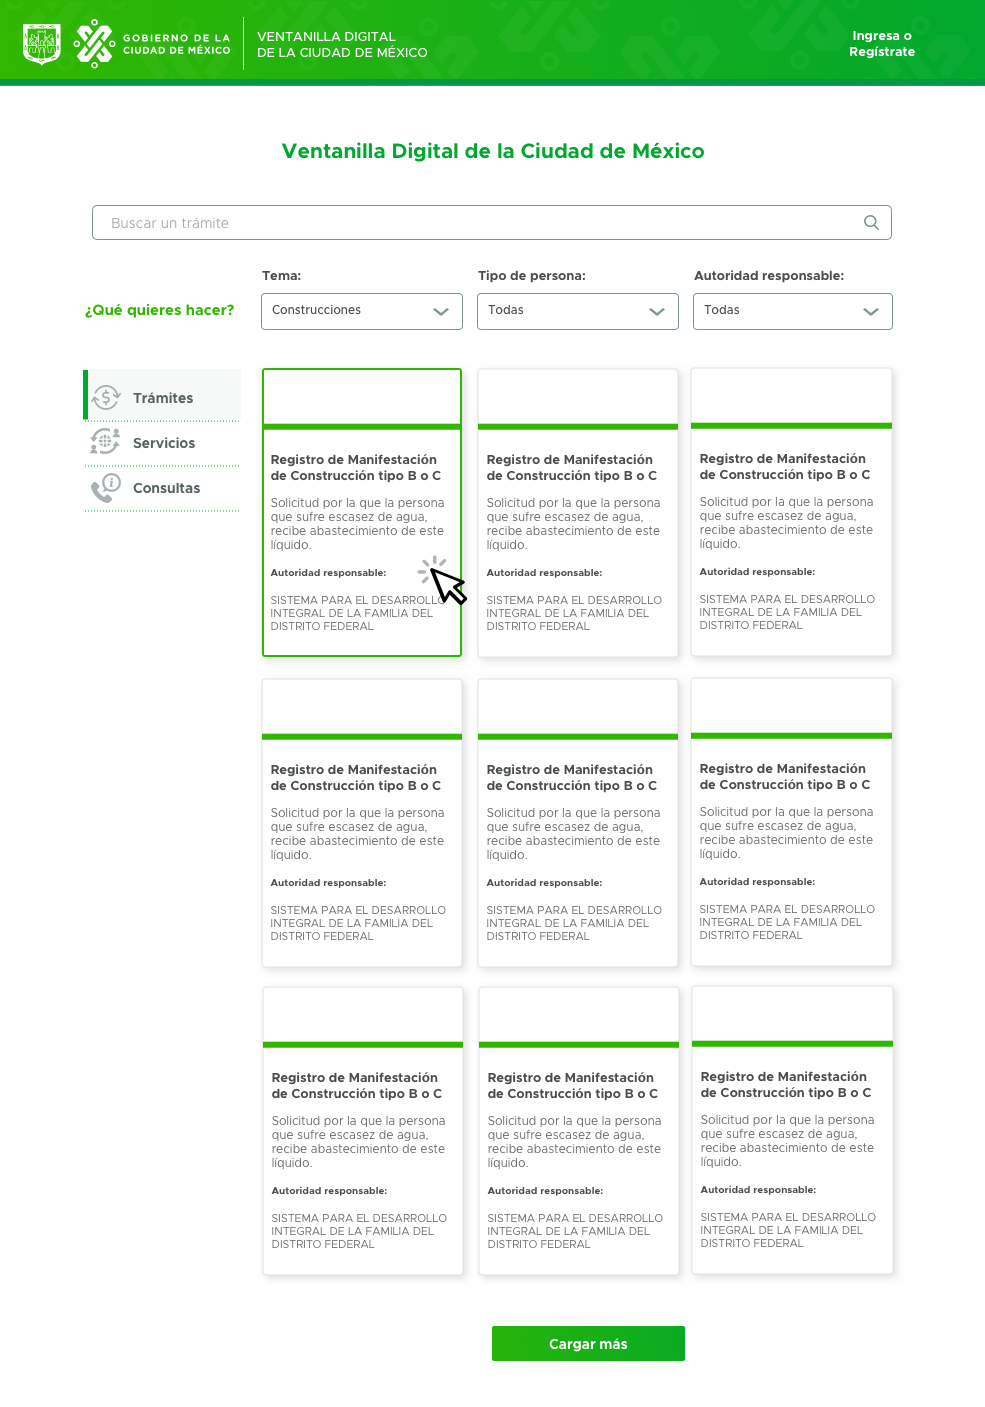 GOBIERNO DE LA
CIUDAD DE MÉXICO
VENTANILLA DIGITAL
DE LA CIUDAD DE MÉXICO
Ingresa o
Regístrate
Ventanilla Digital de la Ciudad de México
Buscar un trámite
¿Qué quieres hacer?
Tema:
Construcciones
Tipo de persona:
Todas
Autoridad responsable:
Todas
Trámites
Servicios
Consultas
Registro de Manifestación
de Construcción tipo B o C
Solicitud por la que la persona
que sufre escasez de agua,
recibe abastecimiento de este
líquido.
Autoridad responsable:
SISTEMA PARA EL DESARROLLO
INTEGRAL DE LA FAMILIA DEL
DISTRITO FEDERAL
Registro de Manifestación
de Construcción tipo B o C
Solicitud por la que la persona
que sufre escasez de agua,
recibe abastecimiento de este
líquido.
Autoridad responsable:
SISTEMA PARA EL DESARROLLO
INTEGRAL DE LA FAMILIA DEL
DISTRITO FEDERAL
Registro de Manifestación
de Construcción tipo B o C
Solicitud por la que la persona
que sufre escasez de agua,
recibe abastecimiento de este
líquido.
Autoridad responsable:
SISTEMA PARA EL DESARROLLO
INTEGRAL DE LA FAMILIA DEL
DISTRITO FEDERAL
Registro de Manifestación
de Construcción tipo B o C
Solicitud por la que la persona
que sufre escasez de agua,
recibe abastecimiento de este
líquido.
Autoridad responsable:
SISTEMA PARA EL DESARROLLO
INTEGRAL DE LA FAMILIA DEL
DISTRITO FEDERAL
Registro de Manifestación
de Construcción tipo B o C
Solicitud por la que la persona
que sufre escasez de agua,
recibe abastecimiento de este
líquido.
Autoridad responsable:
SISTEMA PARA EL DESARROLLO
INTEGRAL DE LA FAMILIA DEL
DISTRITO FEDERAL
Registro de Manifestación
de Construcción tipo B o C
Solicitud por la que la persona
que sufre escasez de agua,
recibe abastecimiento de este
líquido.
Autoridad responsable:
SISTEMA PARA EL DESARROLLO
INTEGRAL DE LA FAMILIA DEL
DISTRITO FEDERAL
Registro de Manifestación
de Construcción tipo B o C
Solicitud por la que la persona
que sufre escasez de agua,
recibe abastecimiento de este
líquido.
Autoridad responsable:
SISTEMA PARA EL DESARROLLO
INTEGRAL DE LA FAMILIA DEL
DISTRITO FEDERAL
Registro de Manifestación
de Construcción tipo B o C
Solicitud por la que la persona
que sufre escasez de agua,
recibe abastecimiento de este
líquido.
Autoridad responsable:
SISTEMA PARA EL DESARROLLO
INTEGRAL DE LA FAMILIA DEL
DISTRITO FEDERAL
Registro de Manifestación
de Construcción tipo B o C
Solicitud por la que la persona
que sufre escasez de agua,
recibe abastecimiento de este
líquido.
Autoridad responsable:
SISTEMA PARA EL DESARROLLO
INTEGRAL DE LA FAMILIA DEL
DISTRITO FEDERAL
Cargar más